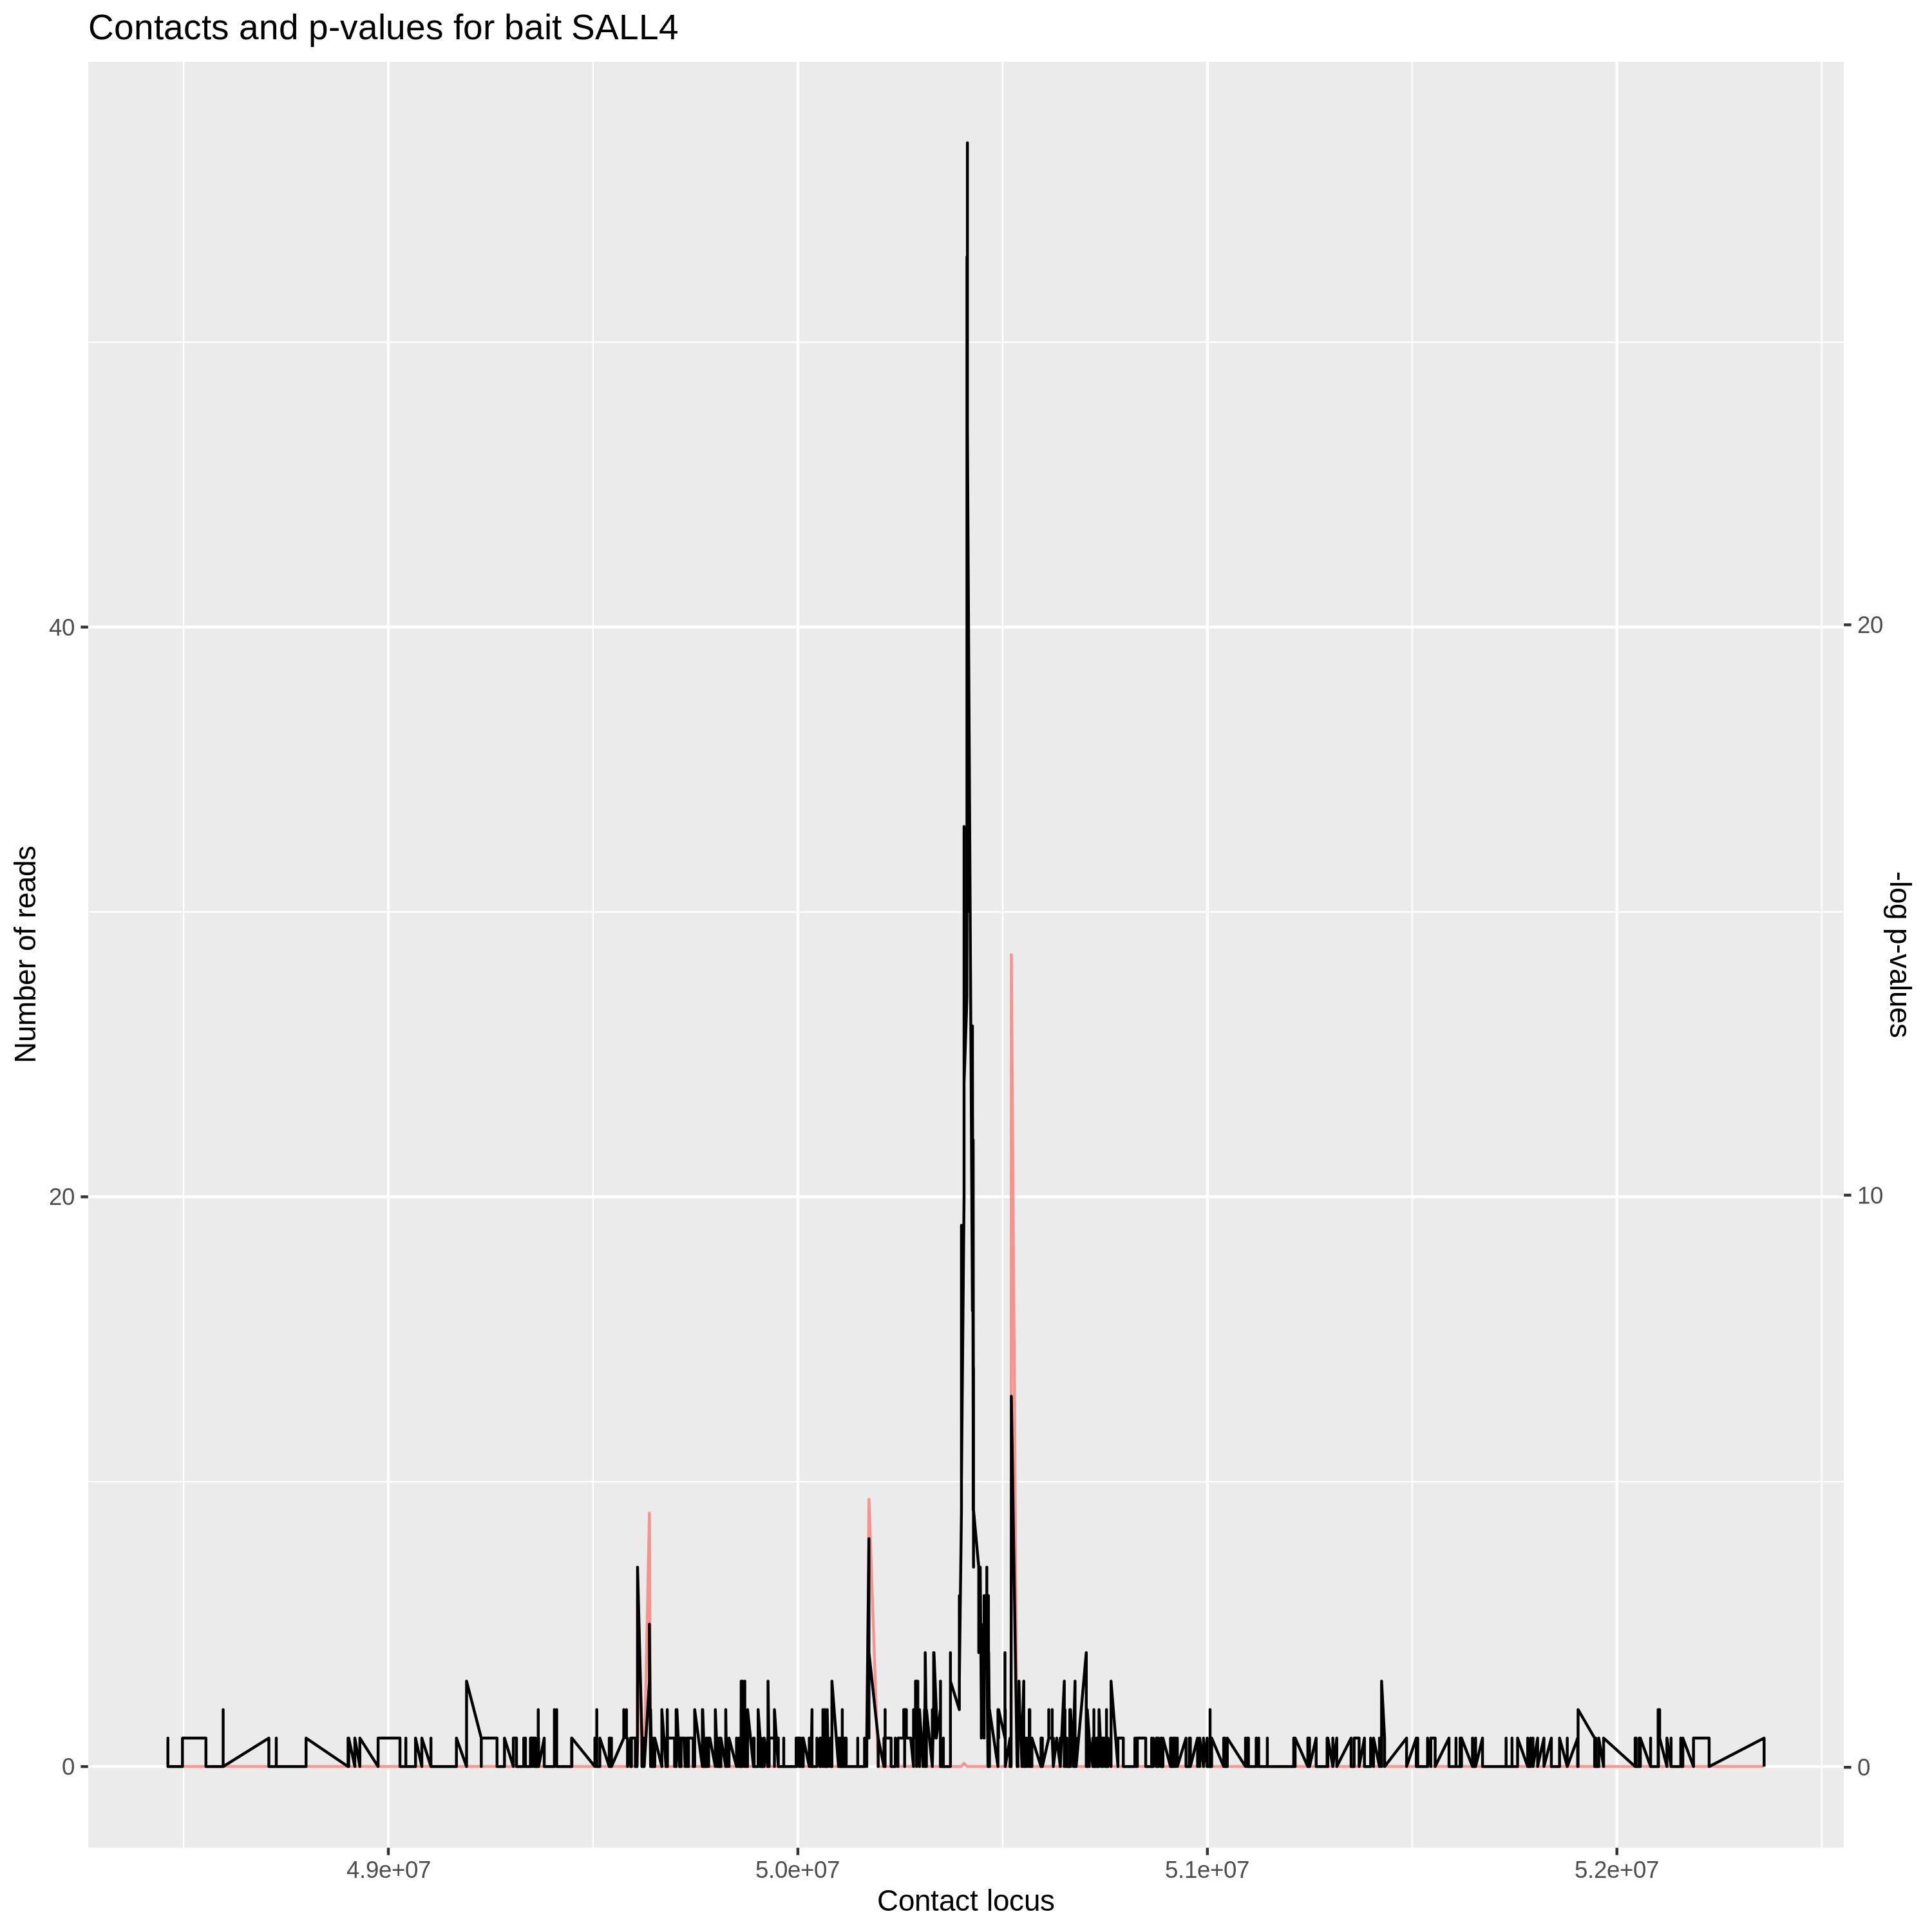 Contacts and p-values for bait SALL4
Number of reads
40
20
0
20
10
0
-log p-values
4.9e+07
5.0e+07
5.1e+07
5.2e+07
Contact locus